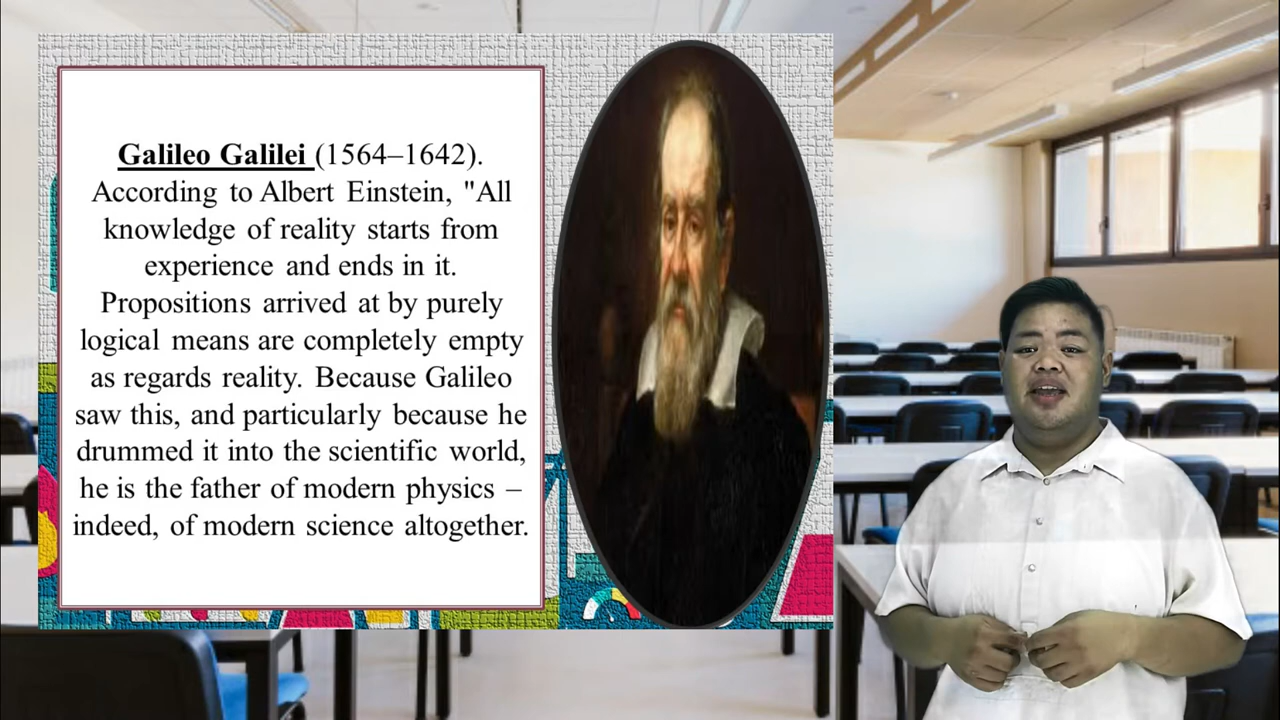 Galileo Galilei (1564–1642).
According to Albert Einstein, "All
knowledge of reality starts from
experience and ends in it.
Propositions arrived at by purely
logical means are completely empty
as regards reality. Because Galileo
saw this, and particularly because he
drummed it into the scientific world,
he is the father of modern physics –
indeed, of modern science altogether.